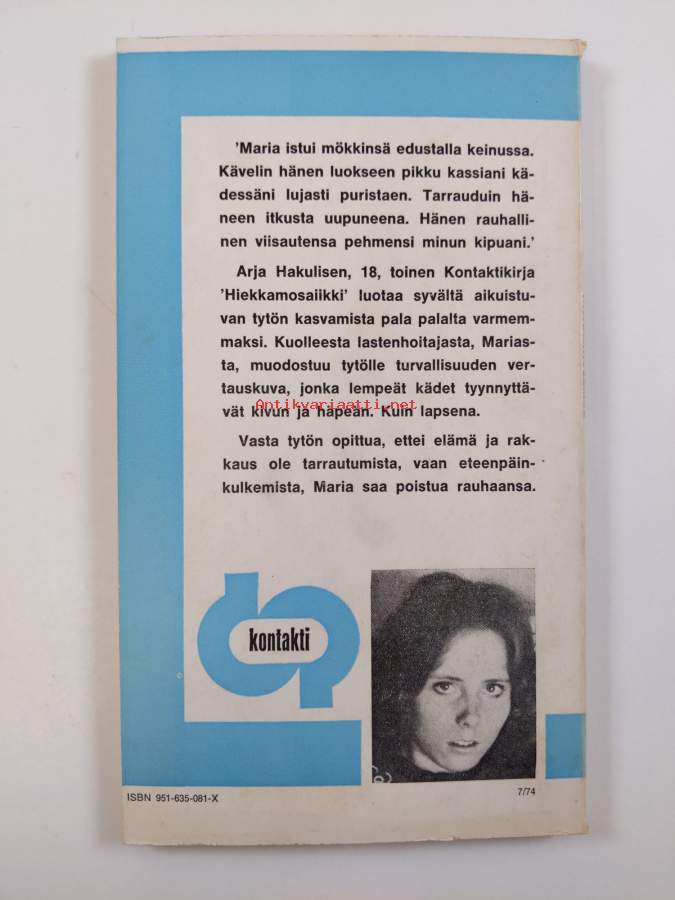 'Maria istui mökkinsä edustalla keinussa.
Kävelin hänen luokseen pikku kassiani kä-
dessäni lujasti puristaen. Tarrauduin hä-
neen itkusta uupuneena. Hänen rauhalli-
nen viisautensa pehmensi minun kipuani.'
Arja Hakulisen, 18, toinen Kontaktikirja
'Hiekkamosaiikki' luotaa syvältä aikuistu-
van tytön kasvamista pala palalta varmem-
maksi. Kuolleesta lastenhoitajasta, Marias-
ta, muodostuu tytölle turvallisuuden ver-
tauskuva, jonka lempeät kädet tyynnyttä-
Antikvariaatti.net
vät kivun ja häpeän. Kuin lapsena.
Vasta tytön opittua, ettei elämä ja rak-
kaus ole tarrautumista, vaan eteenpäin-
kulkemista, Maria saa poistua rauhaansa.
kontakti
ISBN 951-635-081-X
7/74